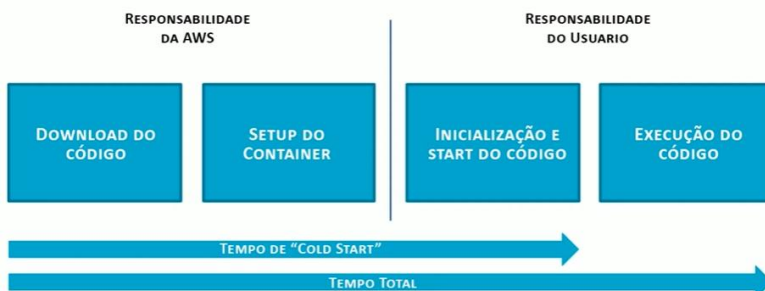 Responsabilidade
da AWS
Responsabilidade
do Usuario
Download do
código
Setup do
Container
Inicialização e
start do código
Execução do
código
Tempo de “Cold Start”
Tempo Total